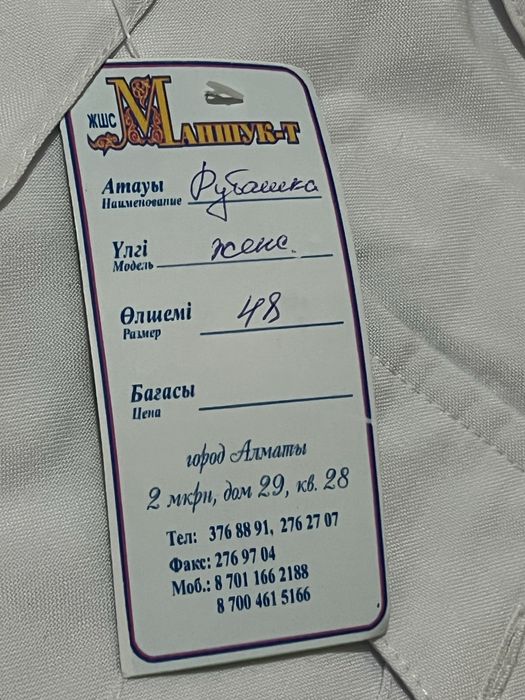 ЖШС МАНШУК-Т
Атауы Рубашка
Наименование
Үлгі женс.
Модель
Өлшемі 48
Размер
Бағасы
Цена
город Алматы
2 мкрн, дом 29, кв. 28
Тел: 376 88 91, 276 27 07
Факс: 276 97 04
Моб.: 8 701 166 2188
8 700 461 5166